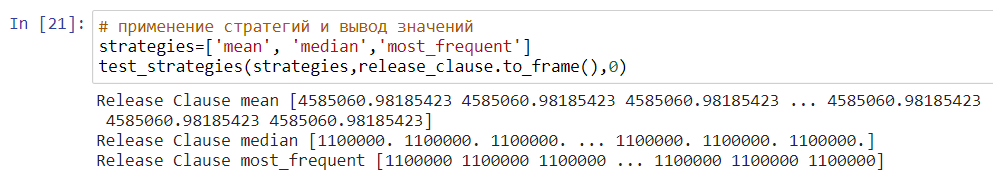 In [21]: # применение стратегий и вывод значений
strategies=['mean', 'median','most_frequent']
test_strategies(strategies,release_clause.to_frame(),0)
Release Clause mean [4585060.98185423 4585060.98185423 4585060.98185423 ... 4585060.98185423
4585060.98185423 4585060.98185423]
Release Clause median [1100000. 1100000. 1100000. ... 1100000. 1100000. 1100000.]
Release Clause most_frequent [1100000 1100000 1100000 ... 1100000 1100000 1100000]